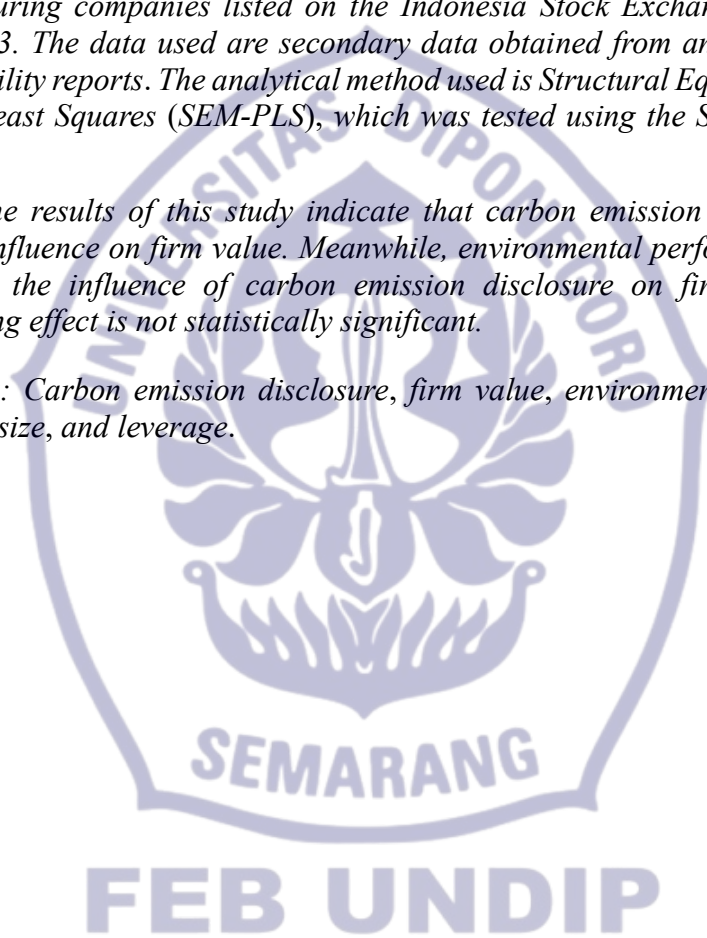 uring companies listed on the Indonesia Stock Exchan
3. The data used are secondary data obtained from an
ility reports. The analytical method used is Structural Eq
east Squares (SEM-PLS), which was tested using the S
he results of this study indicate that carbon emission
nfluence on firm value. Meanwhile, environmental perfo
the influence of carbon emission disclosure on fir
ng effect is not statistically significant.
: Carbon emission disclosure, firm value, environmen
size, and leverage.
UNIVERSITAS DIPONEGORO
SEMARANG
FEB UNDIP